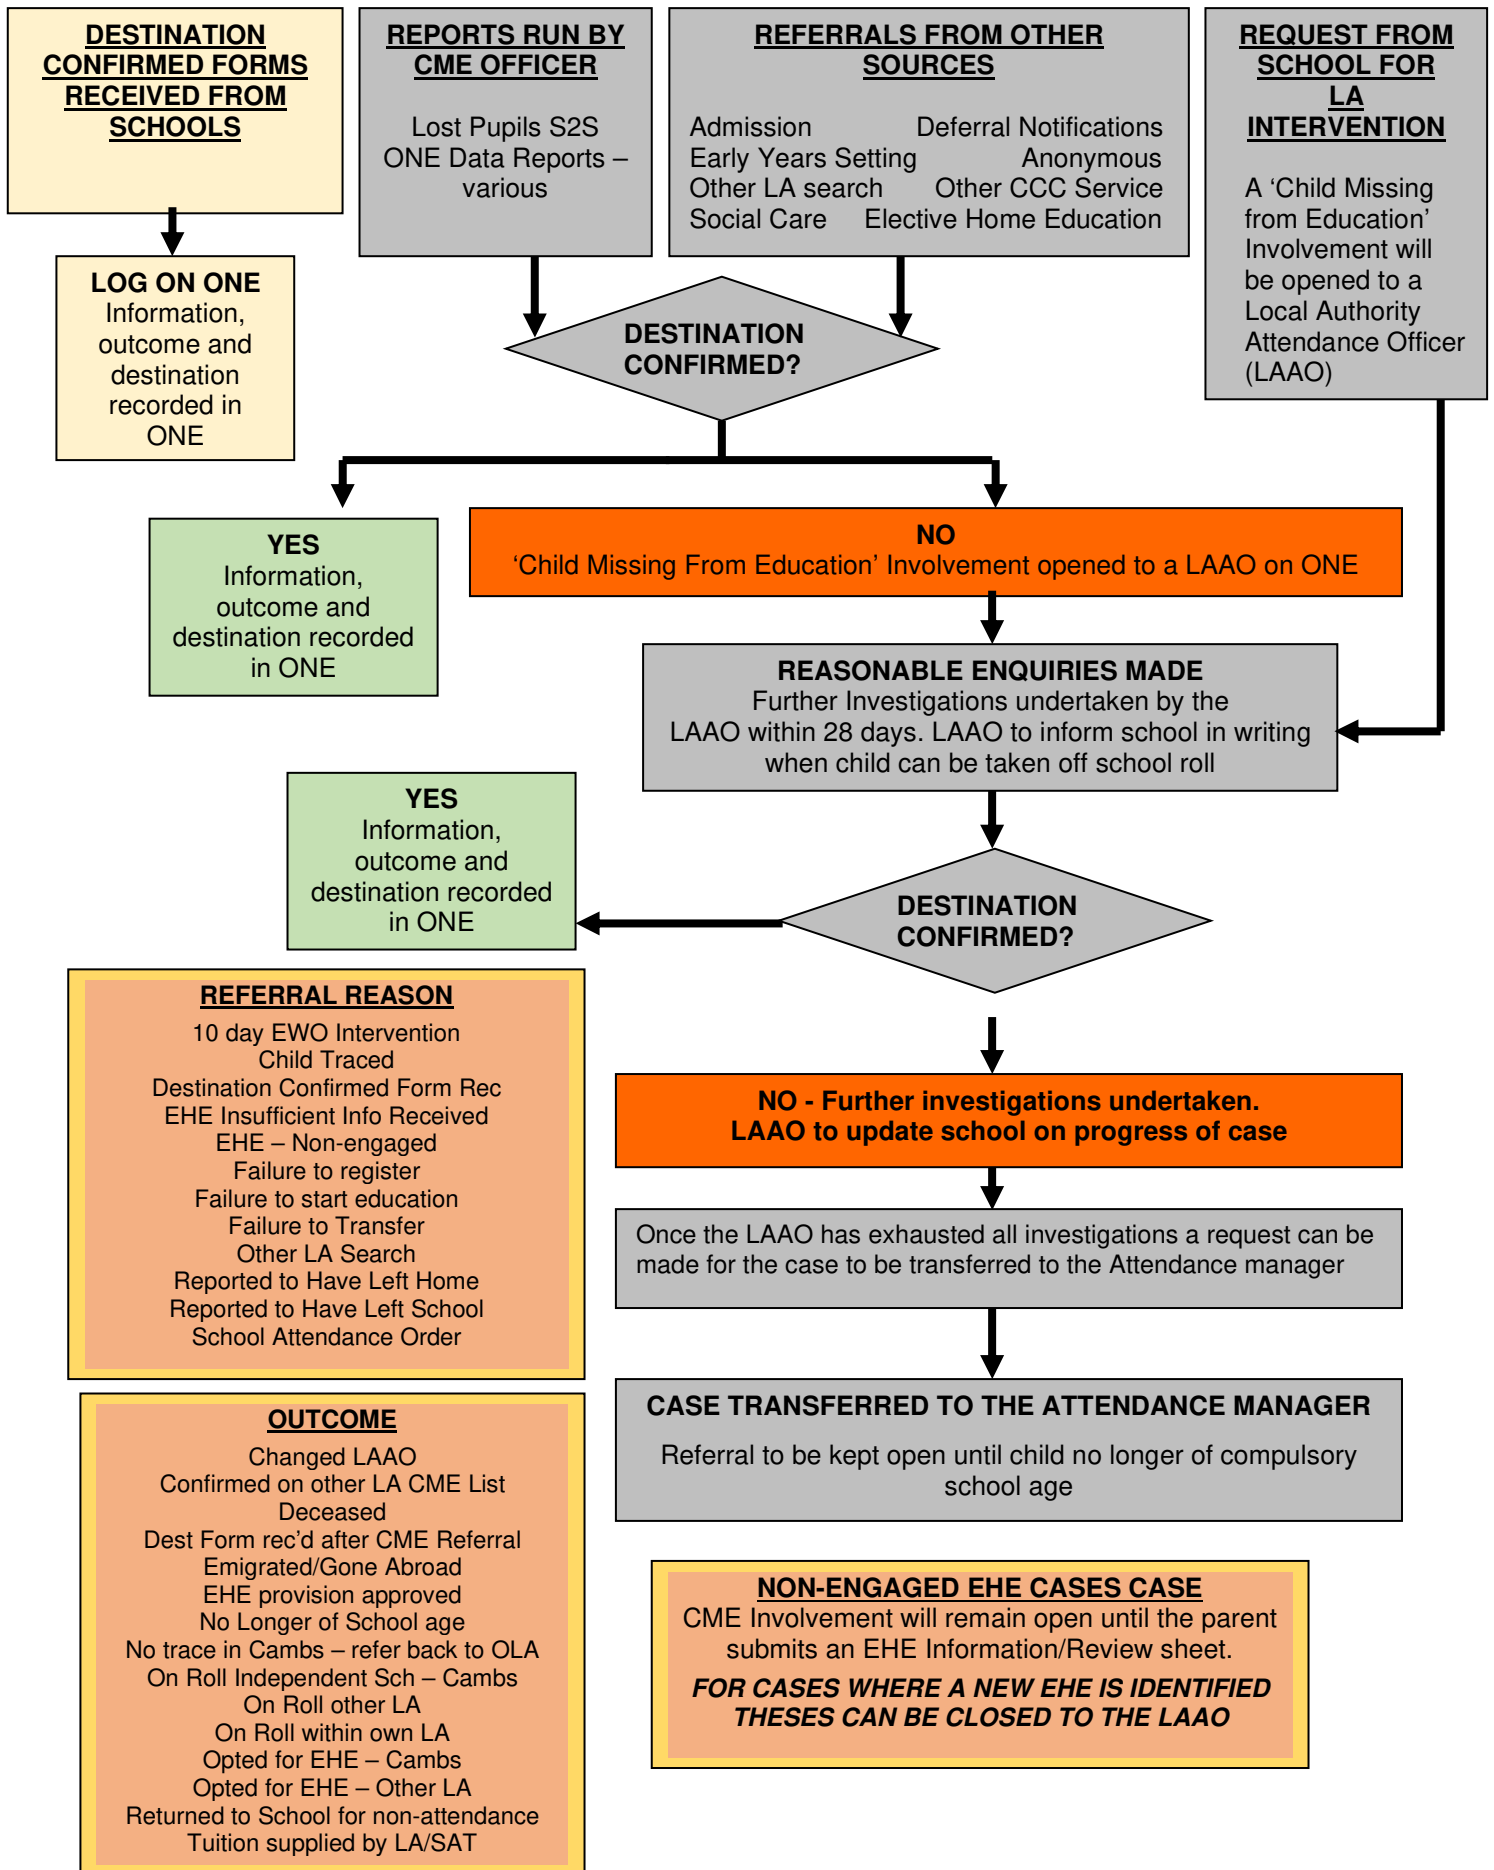 DESTINATION
CONFIRMED FORMS
RECEIVED FROM
SCHOOLS
REPORTS RUN BY
CME OFFICER
Lost Pupils S2S
ONE Data Reports –
various
REFERRALS FROM OTHER
SOURCES
Admission Deferral Notifications
Early Years Setting Anonymous
Other LA search Other CCC Service
Social Care Elective Home Education
REQUEST FROM
SCHOOL FOR
LA
INTERVENTION
A ‘Child Missing
from Education’
Involvement will
be opened to a
Local Authority
Attendance Officer
(LAAO)
LOG ON ONE
Information,
outcome and
destination
recorded in
ONE
DESTINATION
CONFIRMED?
YES
Information,
outcome and
destination recorded
in ONE
NO
‘Child Missing From Education’ Involvement opened to a LAAO on ONE
REASONABLE ENQUIRIES MADE
Further Investigations undertaken by the
LAAO within 28 days. LAAO to inform school in writing
when child can be taken off school roll
YES
Information,
outcome and
destination recorded
in ONE
DESTINATION
CONFIRMED?
REFERRAL REASON
10 day EWO Intervention
Child Traced
Destination Confirmed Form Rec
EHE Insufficient Info Received
EHE – Non-engaged
Failure to register
Failure to start education
Failure to Transfer
Other LA Search
Reported to Have Left Home
Reported to Have Left School
School Attendance Order
NO - Further investigations undertaken.
LAAO to update school on progress of case
Once the LAAO has exhausted all investigations a request can be
made for the case to be transferred to the Attendance manager
CASE TRANSFERRED TO THE ATTENDANCE MANAGER
Referral to be kept open until child no longer of compulsory
school age
OUTCOME
Changed LAAO
Confirmed on other LA CME List
Deceased
Dest Form rec’d after CME Referral
Emigrated/Gone Abroad
EHE provision approved
No Longer of School age
No trace in Cambs – refer back to OLA
On Roll Independent Sch – Cambs
On Roll other LA
On Roll within own LA
Opted for EHE – Cambs
Opted for EHE – Other LA
Returned to School for non-attendance
Tuition supplied by LA/SAT
NON-ENGAGED EHE CASES CASE
CME Involvement will remain open until the parent
submits an EHE Information/Review sheet.
FOR CASES WHERE A NEW EHE IS IDENTIFIED
THESES CAN BE CLOSED TO THE LAAO